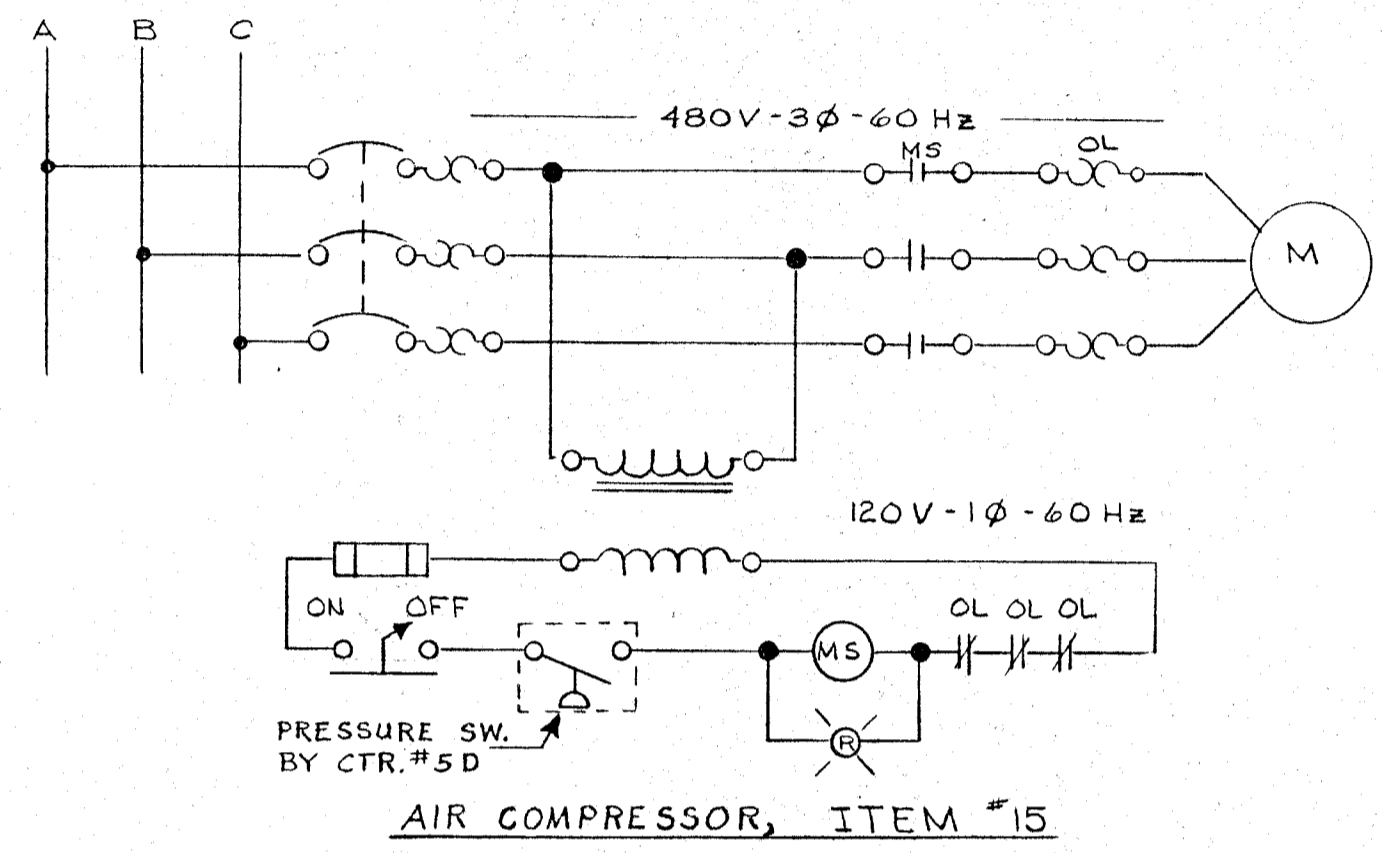 A B C
480V-3Ø-60 Hz
MS OL
M
120V-1Ø-60 Hz
ON OFF
OL OL OL
MS
PRESSURE SW.
BY CTR.#5D
R
AIR COMPRESSOR, ITEM #15